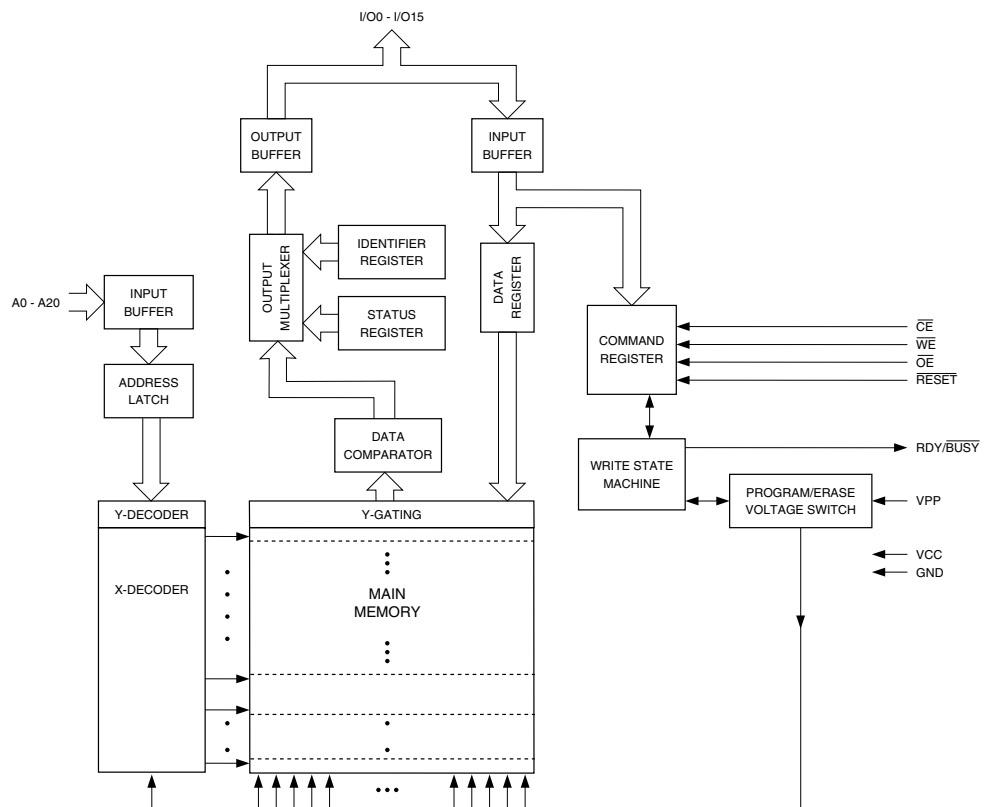 I/O0 - I/O15
OUTPUT
BUFFER
INPUT
BUFFER
OUTPUT
MULTIPLEXER
IDENTIFIER
REGISTER
STATUS
REGISTER
DATA
REGISTER
A0 - A20
INPUT
BUFFER
ADDRESS
LATCH
COMMAND
REGISTER
CE
WE
OE
RESET
DATA
COMPARATOR
WRITE STATE
MACHINE
RDY/BUSY
PROGRAM/ERASE
VOLTAGE SWITCH
VPP
VCC
GND
Y-DECODER
Y-GATING
X-DECODER
MAIN
MEMORY